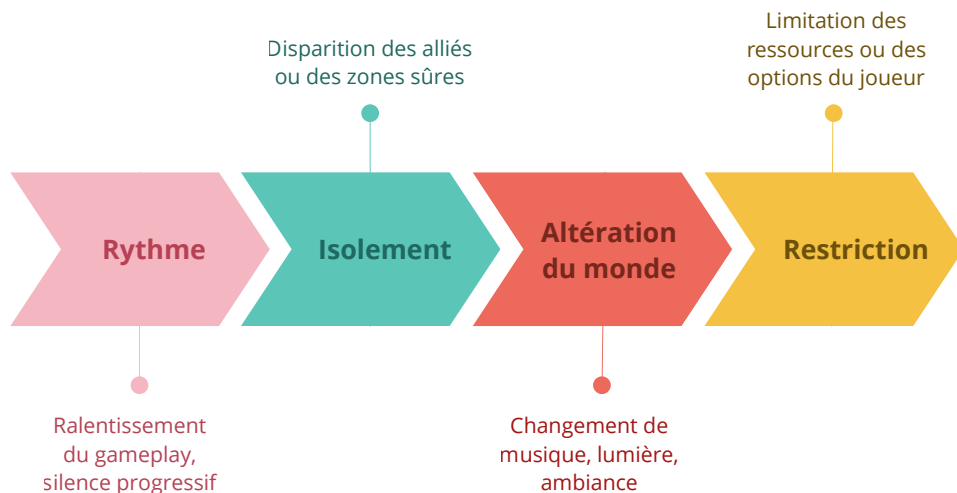 Disparition des alliés
ou des zones sûres
Limitation des
ressources ou des
options du joueur
Rythme
Isolement
Altération
du monde
Restriction
Ralentissement
du gameplay,
silence progressif
Changement de
musique, lumière,
ambiance